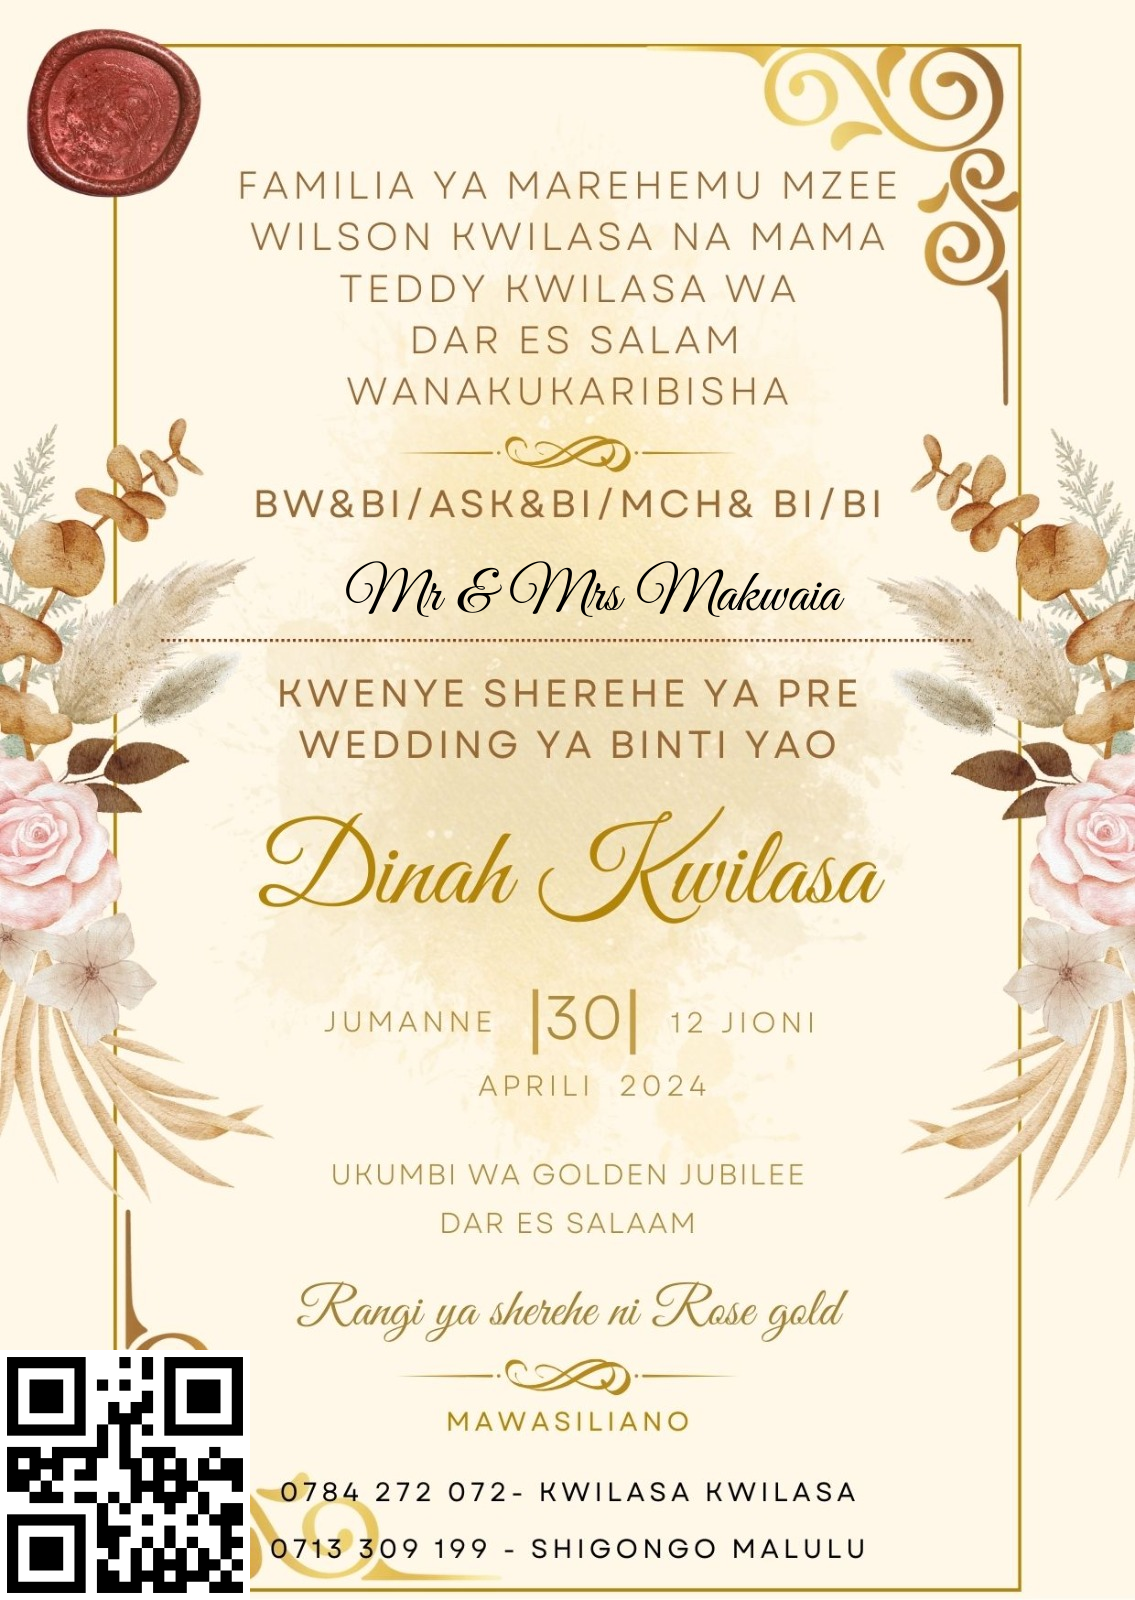 FAMILIA YA MAREHEMU MZEE
WILSON KWILASA NA MAMA
TEDDY KWILASA WA
DAR ES SALAM
WANAKUKARIBISHA
BW&BI/ASK&BI/MCH& BI/BI
Mr & Mrs Makwaia
KWENYE SHEREHE YA PRE
WEDDING YA BINTI YAO
Dinah Kwilasa
JUMANNE |30| 12 JIONI
APRILI 2024
UKUMBI WA GOLDEN JUBILEE
DAR ES SALAAM
Rangi ya sherehe ni Rose gold
MAWASILIANO
0784 272 072- KWILASA KWILASA
0713 309 199 - SHIGONGO MALULU